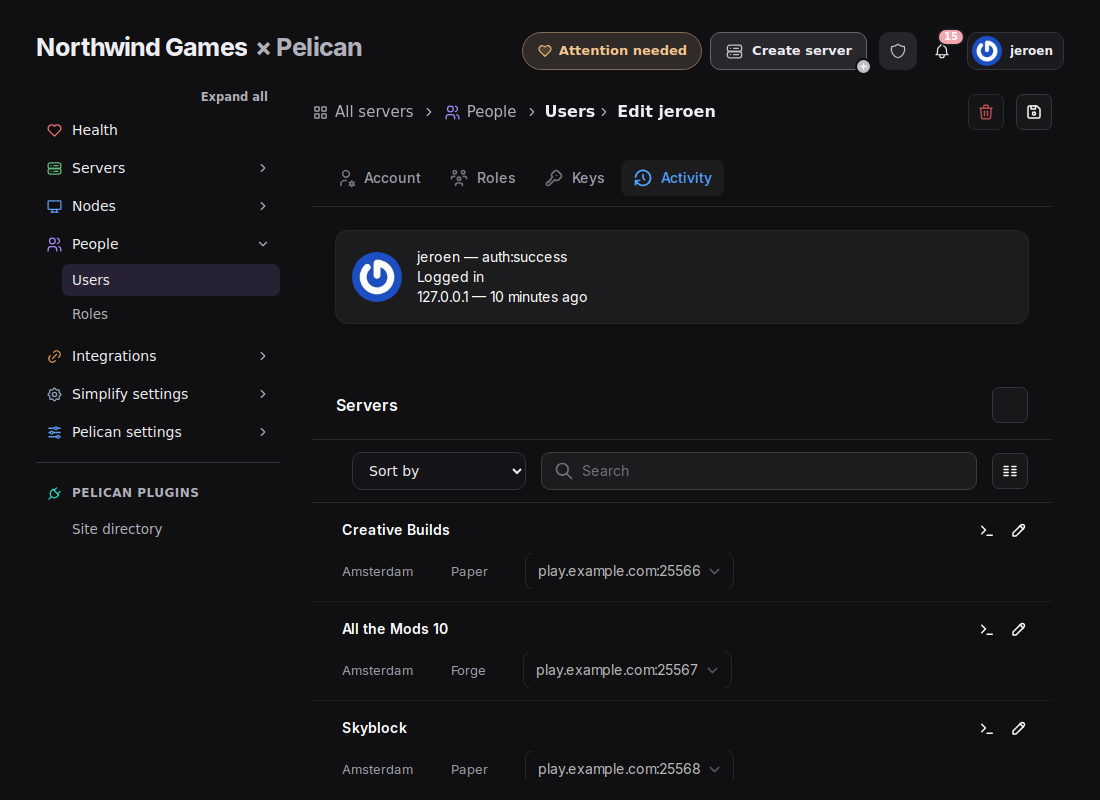 Northwind Games × Pelican
Attention needed
Create server
15
jeroen
Expand all
Health
Servers
Nodes
People
Users
Roles
Integrations
Simplify settings
Pelican settings
PELICAN PLUGINS
Site directory
All servers > People > Users > Edit jeroen
Account
Roles
Keys
Activity
jeroen — auth:success
Logged in
127.0.0.1 — 10 minutes ago
Servers
Sort by
Search
Creative Builds
Amsterdam Paper play.example.com:25566
All the Mods 10
Amsterdam Forge play.example.com:25567
Skyblock
Amsterdam Paper play.example.com:25568